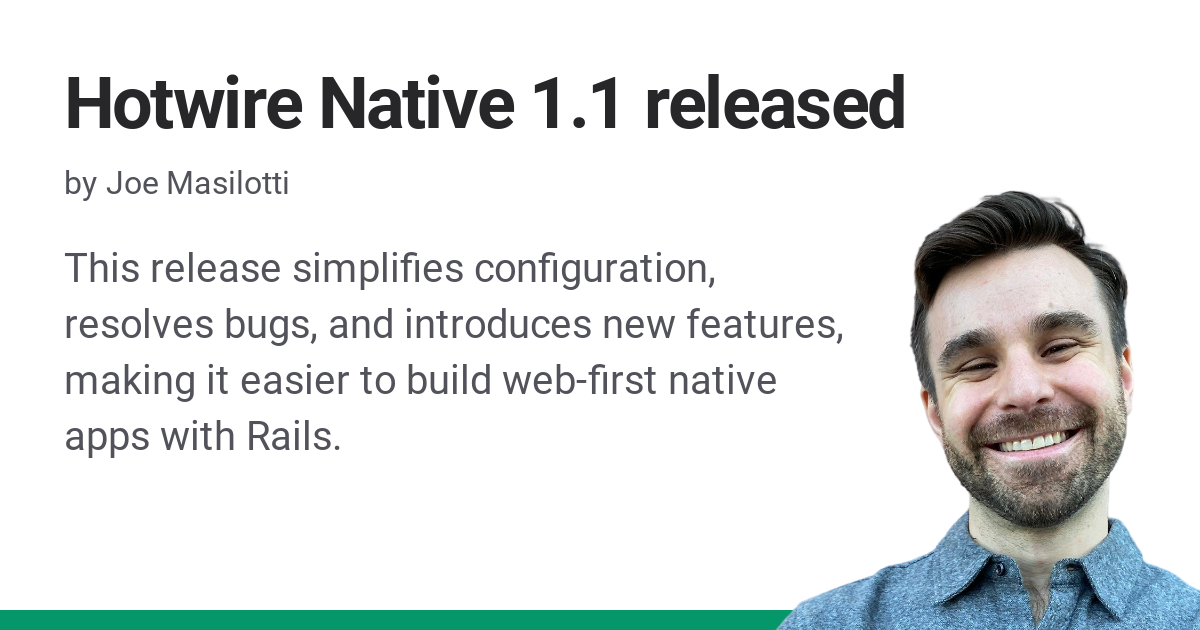 Hotwire Native 1.1 released
by Joe Masilotti
This release simplifies configuration,
resolves bugs, and introduces new features,
making it easier to build web-first native
apps with Rails.